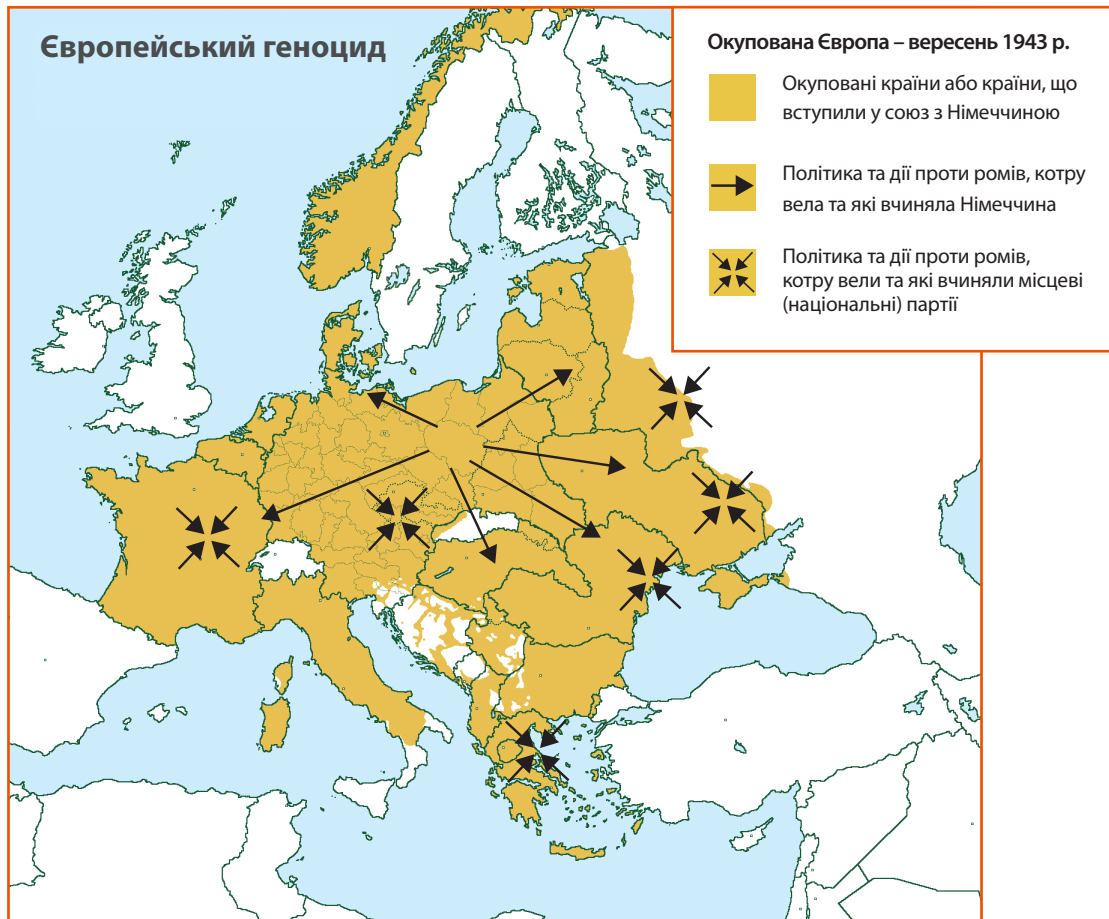 Європейський геноцид
Окупована Європа – вересень 1943 р.
Окуповані країни або країни, що
вступили у союз з Німеччиною
Політика та дії проти ромів, котру
вела та які вчиняла Німеччина
Політика та дії проти ромів,
котру вели та які вчиняли місцеві
(національні) партії